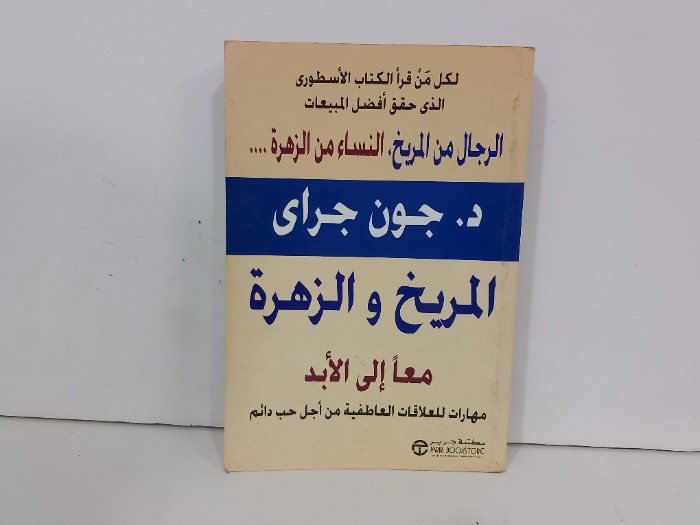 لكل مَنْ قرأ الكتاب الأسطورى
الذى حقق أفضل المبيعات
الرجال من المريخ، النساء من الزهرة ....
د. جون جراى
المريخ و الزهرة
معاً إلى الأبد
مهارات للعلاقات العاطفية من أجل حب دائم
مكتبة جرير
JARIR BOOKSTORE